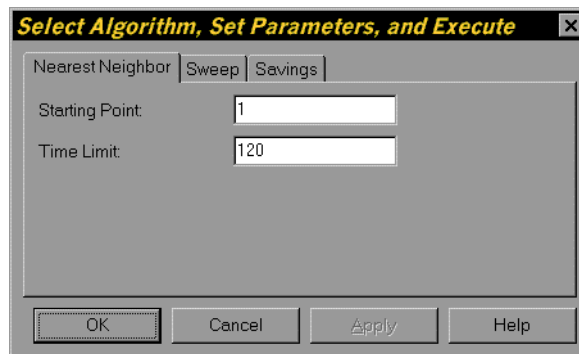 Select Algorithm, Set Parameters, and Execute
Nearest Neighbor Sweep Savings
Starting Point: 1
Time Limit: 120
OK Cancel Apply Help